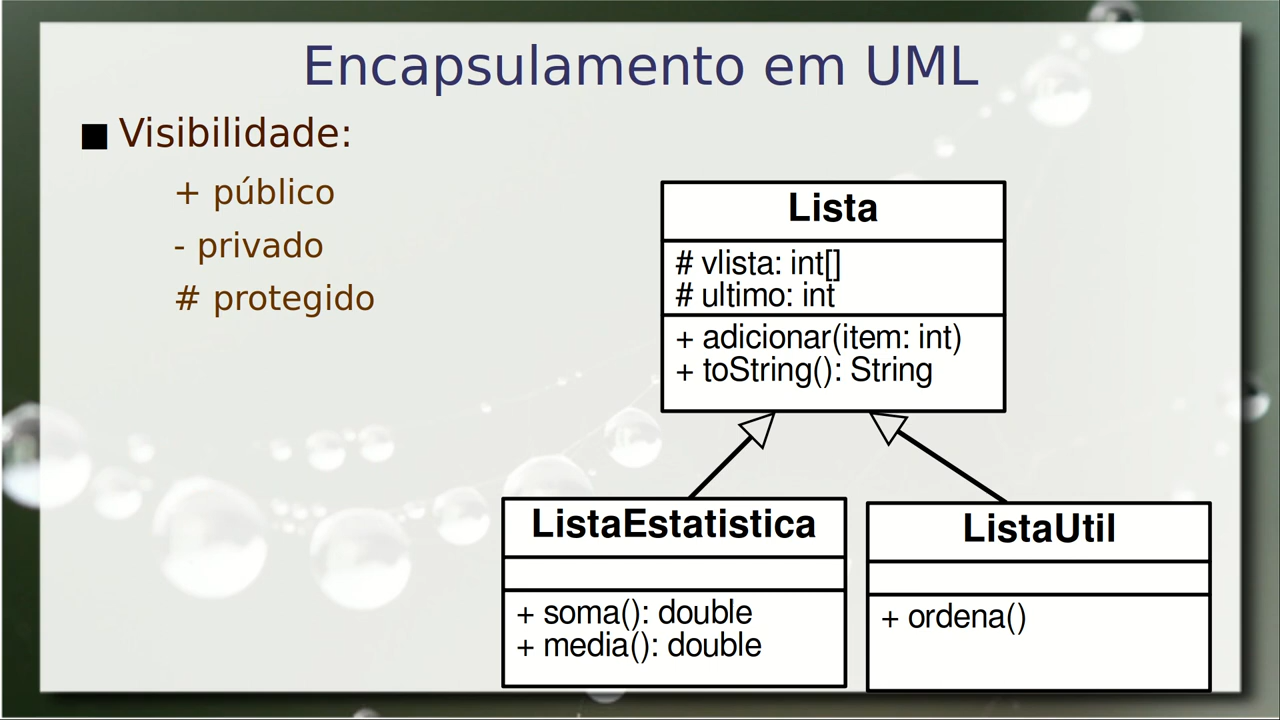 Encapsulamento em UML
Visibilidade:
+ público
- privado
# protegido
Lista
# vlista: int[]
# ultimo: int
+ adicionar(item: int)
+ toString(): String
ListaEstatistica
+ soma(): double
+ media(): double
ListaUtil
+ ordena()